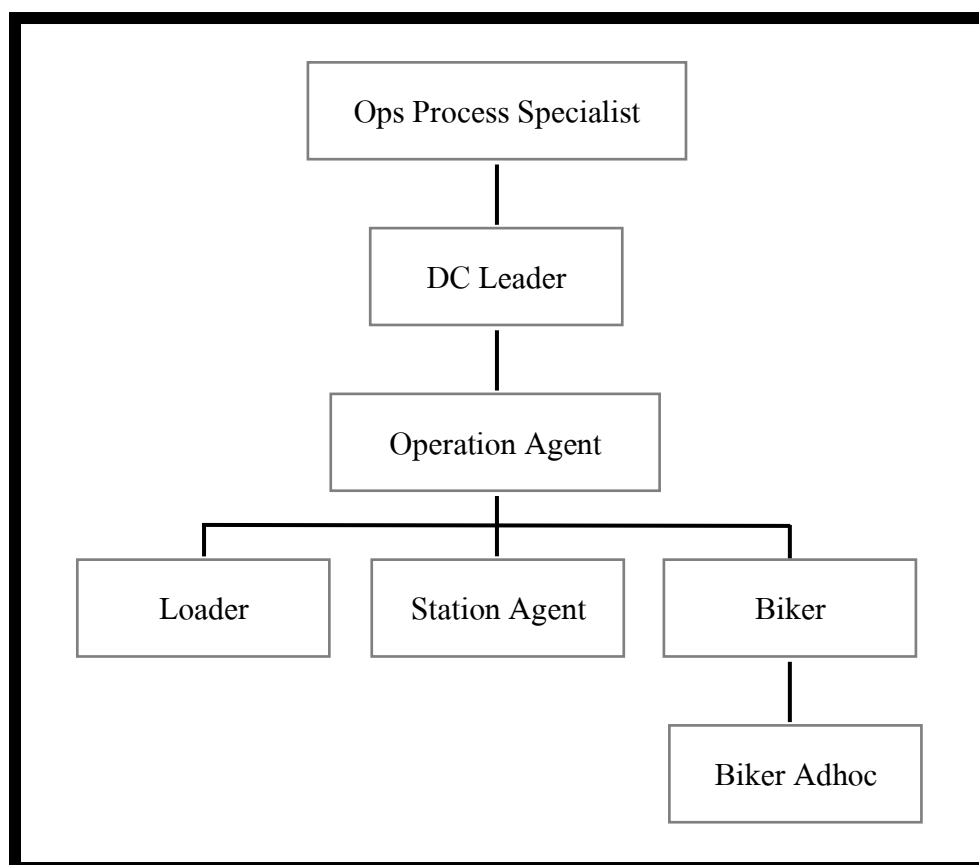 Ops Process Specialist
DC Leader
Operation Agent
Loader
Station Agent
Biker
Biker Adhoc